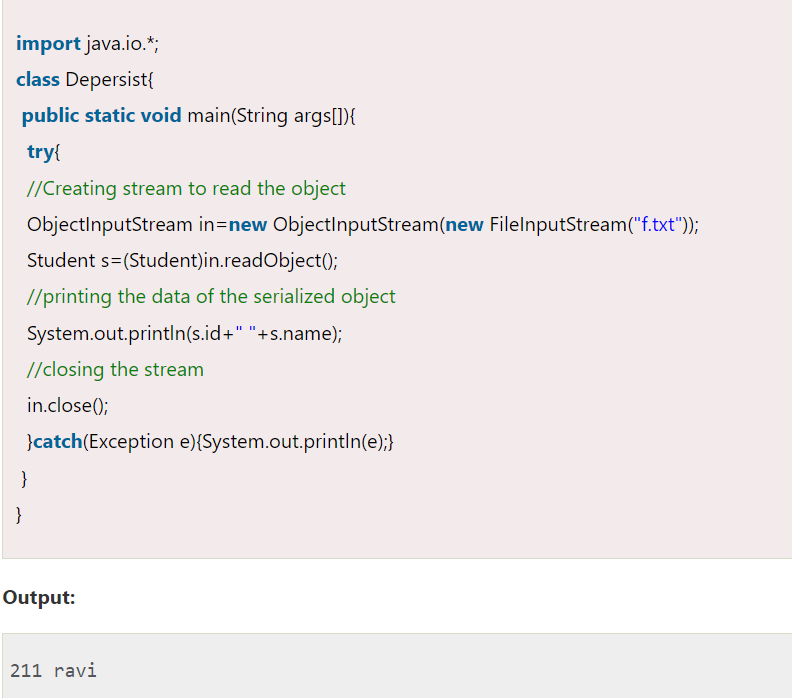 import java.io.*;
class Depersist{
public static void main(String args[]){
try{
//Creating stream to read the object
ObjectInputStream in=new ObjectInputStream(new FileInputStream("f.txt"));
Student s=(Student)in.readObject();
//printing the data of the serialized object
System.out.println(s.id+" "+s.name);
//closing the stream
in.close();
}catch(Exception e){System.out.println(e);}
}
}
Output:
211 ravi